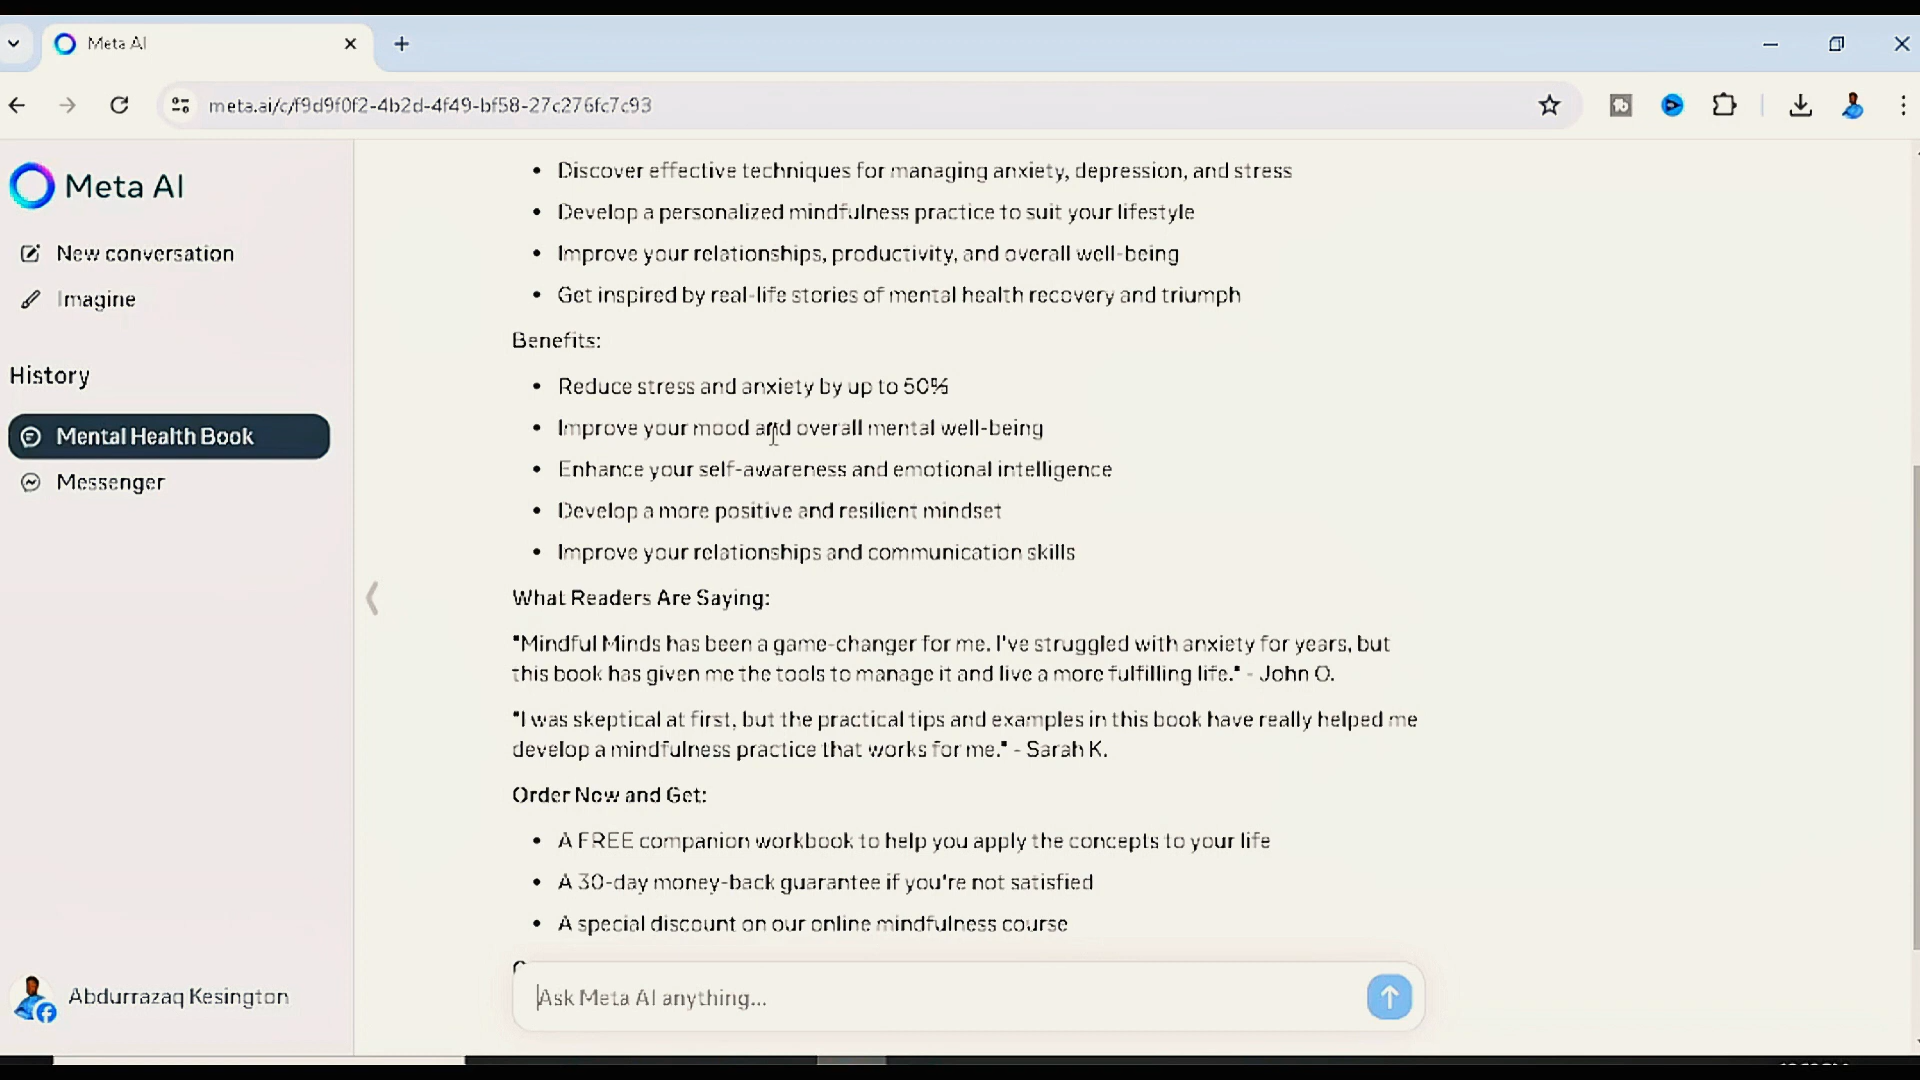 Meta AI
meta.ai/c/f9d9f0f2-4b2d-4f49-bf58-27c276fc7c93
Meta AI
New conversation
Imagine
History
Mental Health Book
Messenger
Abdurrazaq Kesington
• Discover effective techniques for managing anxiety, depression, and stress
• Develop a personalized mindfulness practice to suit your lifestyle
• Improve your relationships, productivity, and overall well-being
• Get inspired by real-life stories of mental health recovery and triumph
Benefits:
• Reduce stress and anxiety by up to 50%
• Improve your mood and overall mental well-being
• Enhance your self-awareness and emotional intelligence
• Develop a more positive and resilient mindset
• Improve your relationships and communication skills
What Readers Are Saying:
"Mindful Minds has been a game-changer for me. I've struggled with anxiety for years, but
this book has given me the tools to manage it and live a more fulfilling life." - John O.
"I was skeptical at first, but the practical tips and examples in this book have really helped me
develop a mindfulness practice that works for me." - Sarah K.
Order Now and Get:
• A FREE companion workbook to help you apply the concepts to your life
• A 30-day money-back guarantee if you're not satisfied
• A special discount on our online mindfulness course
Ask Meta AI anything...